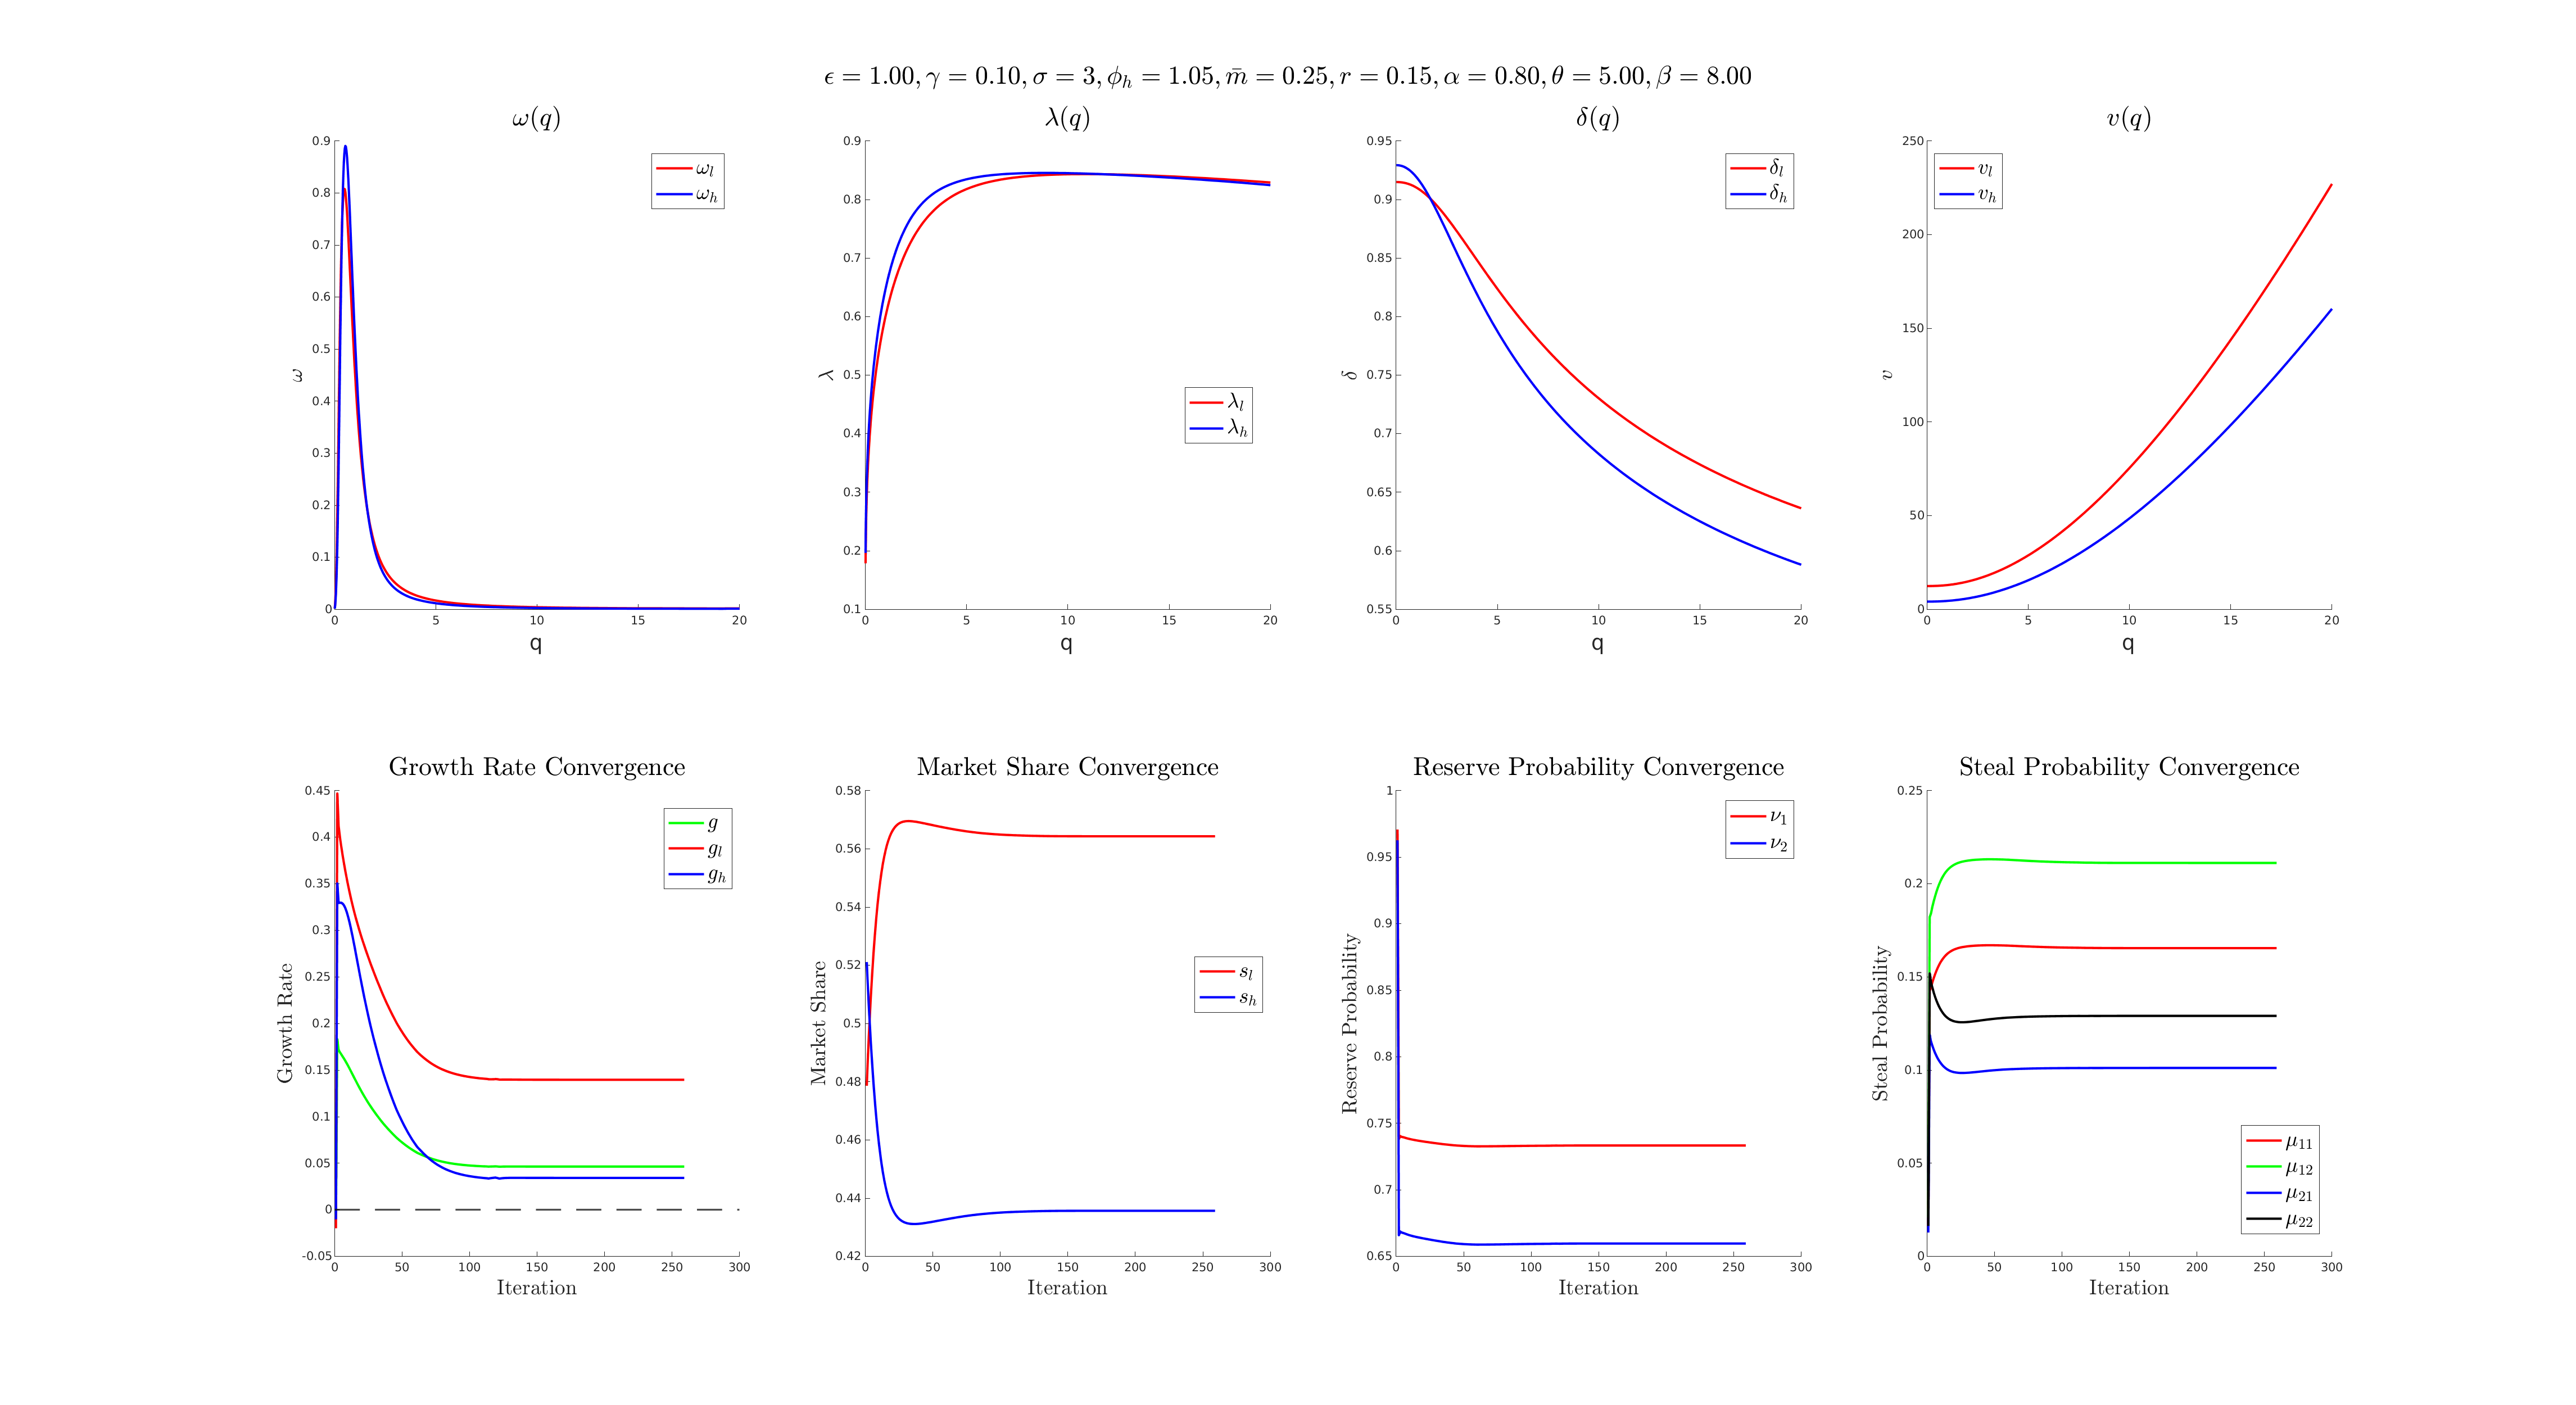 ϵ = 1.00, γ = 0.10, σ = 3, ϕ_h = 1.05, m̄ = 0.25, r = 0.15, α = 0.80, θ = 5.00, β = 8.00
ω(q)
0.9
0.8
0.7
0.6
0.5
0.4
0.3
0.2
0.1
0
ω
ω_l
ω_h
0 5 10 15 20
q
λ(q)
0.9
0.8
0.7
0.6
0.5
0.4
0.3
0.2
0.1
λ
λ_l
λ_h
0 5 10 15 20
q
δ(q)
0.95
0.9
0.85
0.8
0.75
0.7
0.65
0.6
0.55
δ
δ_l
δ_h
0 5 10 15 20
q
v(q)
250
200
150
100
50
0
v
v_l
v_h
0 5 10 15 20
q
Growth Rate Convergence
0.45
0.4
0.35
0.3
0.25
0.2
0.15
0.1
0.05
0
-0.05
Growth Rate
g
g_l
g_h
0 50 100 150 200 250 300
Iteration
Market Share Convergence
0.58
0.56
0.54
0.52
0.5
0.48
0.46
0.44
0.42
Market Share
s_l
s_h
0 50 100 150 200 250 300
Iteration
Reserve Probability Convergence
1
0.95
0.9
0.85
0.8
0.75
0.7
0.65
Reserve Probability
ν_1
ν_2
0 50 100 150 200 250 300
Iteration
Steal Probability Convergence
0.25
0.2
0.15
0.1
0.05
0
Steal Probability
μ_11
μ_12
μ_21
μ_22
0 50 100 150 200 250 300
Iteration